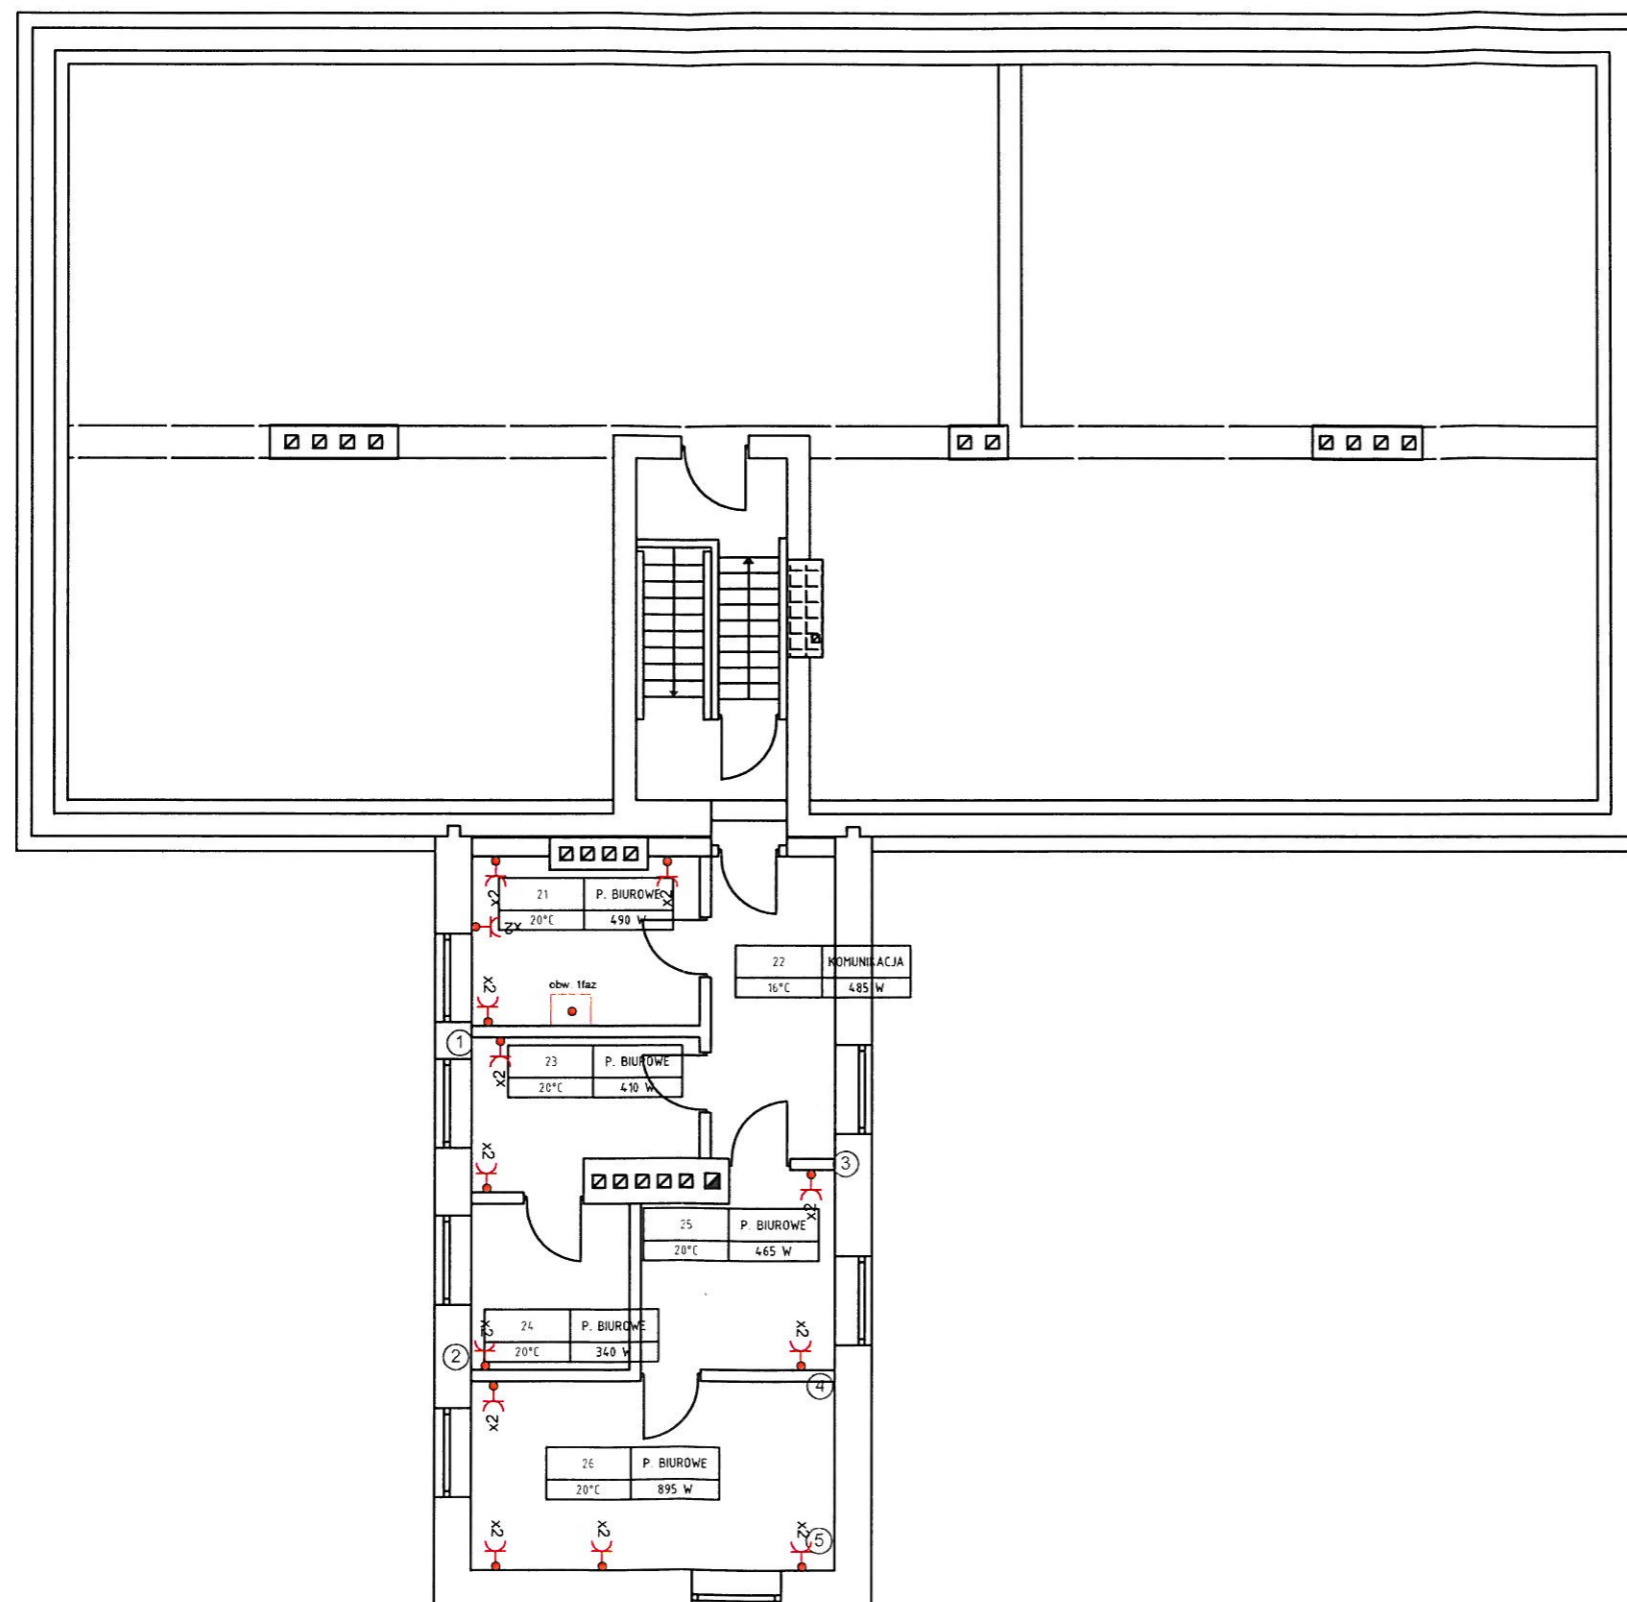 x2
21 P. BIUROWE x2
x2 20°C 490 W
22 KOMUNIKACJA
16°C 485 W
x2 obw. 1faz
1
23 P. BIUROWE
x2 20°C 410 W
x2
3
x2
25 P. BIUROWE
20°C 465 W
x2 24 P. BIUROWE x2
20°C 340 W
2
4
x2
26 P. BIUROWE
20°C 895 W
x2 x2 x2 5